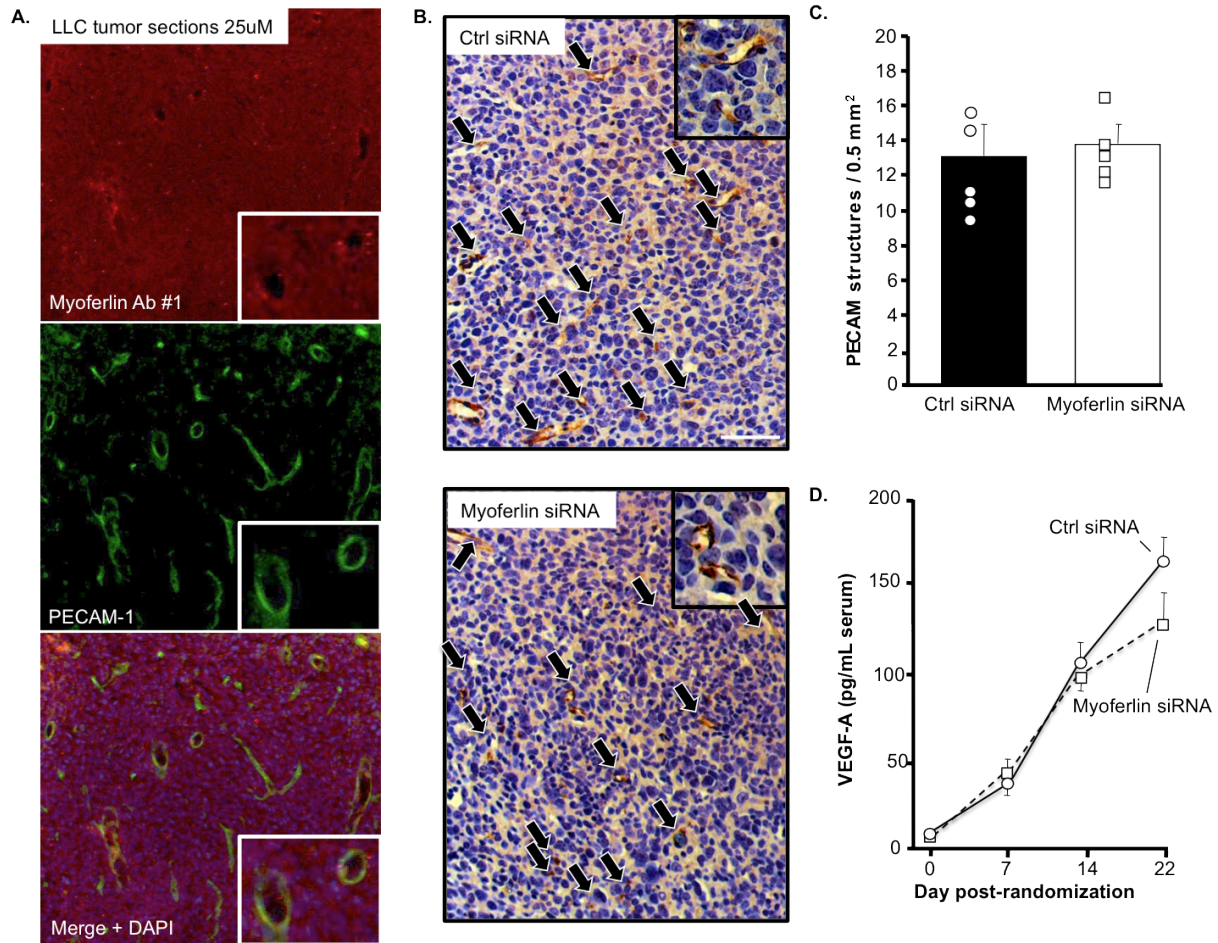 A.
LLC tumor sections 25uM
Myoferlin Ab #1
PECAM-1
Merge + DAPI
B.
Ctrl siRNA
Myoferlin siRNA
C.
PECAM structures / 0.5 mm²
20
18
16
14
12
10
8
6
4
2
0
Ctrl siRNA
Myoferlin siRNA
D.
VEGF-A (pg/mL serum)
200
150
100
50
0
Ctrl siRNA
Myoferlin siRNA
0 7 14 22
Day post-randomization